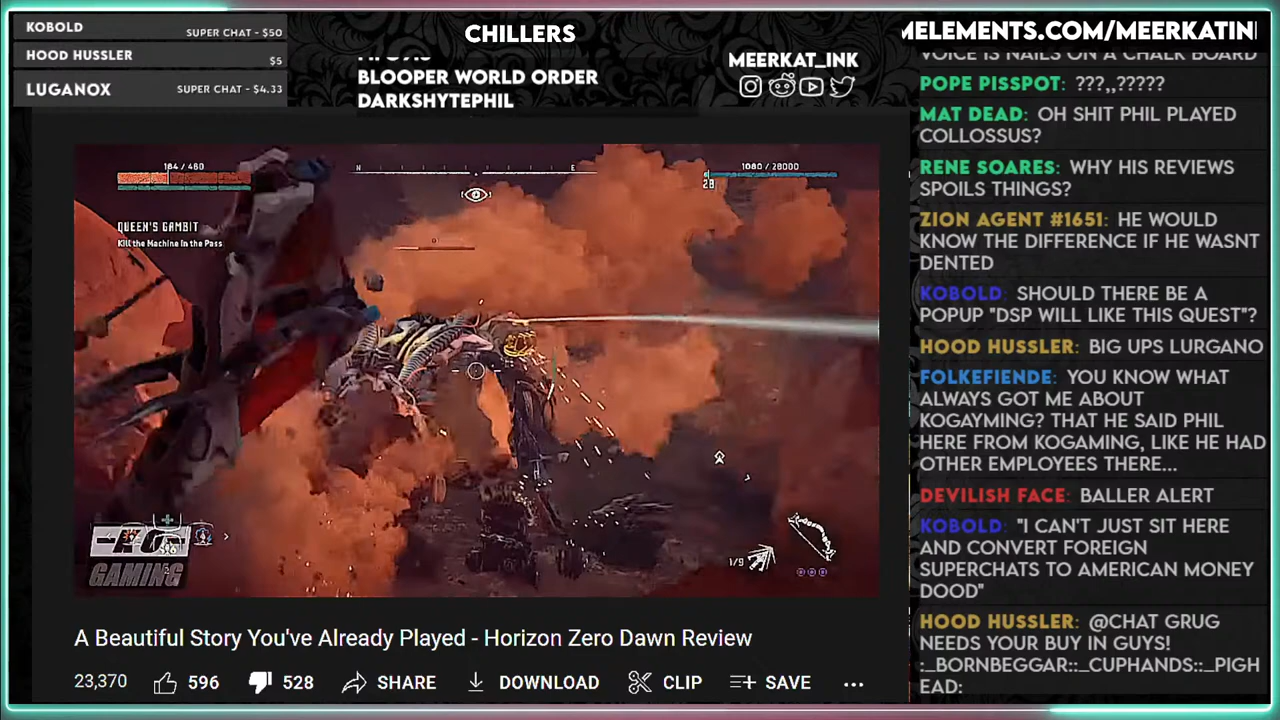 KOBOLD
SUPER CHAT - $50
HOOD HUSSLER
$5
LUGANOX
SUPER CHAT - $4.33
CHILLERS
BLOOPER WORLD ORDER
DARKSHYTEPHIL
MEERKAT_INK
MELEMENTS.COM/MEERKATIN
VOICE IS NAILS ON A CHALK BOARD
POPE PISSPOT: ???,,?????
MAT DEAD: OH SHIT PHIL PLAYED
COLLOSSUS?
RENE SOARES: WHY HIS REVIEWS
SPOILS THINGS?
ZION AGENT #1651: HE WOULD
KNOW THE DIFFERENCE IF HE WASNT
DENTED
KOBOLD: SHOULD THERE BE A
POPUP "DSP WILL LIKE THIS QUEST"?
HOOD HUSSLER: BIG UPS LURGANO
FOLKEFIENDE: YOU KNOW WHAT
ALWAYS GOT ME ABOUT
KOGAYMING? THAT HE SAID PHIL
HERE FROM KOGAMING, LIKE HE HAD
OTHER EMPLOYEES THERE...
DEVILISH FACE: BALLER ALERT
KOBOLD: "I CAN'T JUST SIT HERE
AND CONVERT FOREIGN
SUPERCHATS TO AMERICAN MONEY
DOOD"
HOOD HUSSLER: @CHAT GRUG
NEEDS YOUR BUY IN GUYS!
:_BORNBEGGAR::_CUPHANDS::_PIGH
EAD:
184 / 460
N
E
1080 / 28000
28
QUEEN'S GAMBIT
Kill the Machine in the Pass
1/9
-KO-
GAMING
A Beautiful Story You've Already Played - Horizon Zero Dawn Review
23,370
596
528
SHARE
DOWNLOAD
CLIP
SAVE